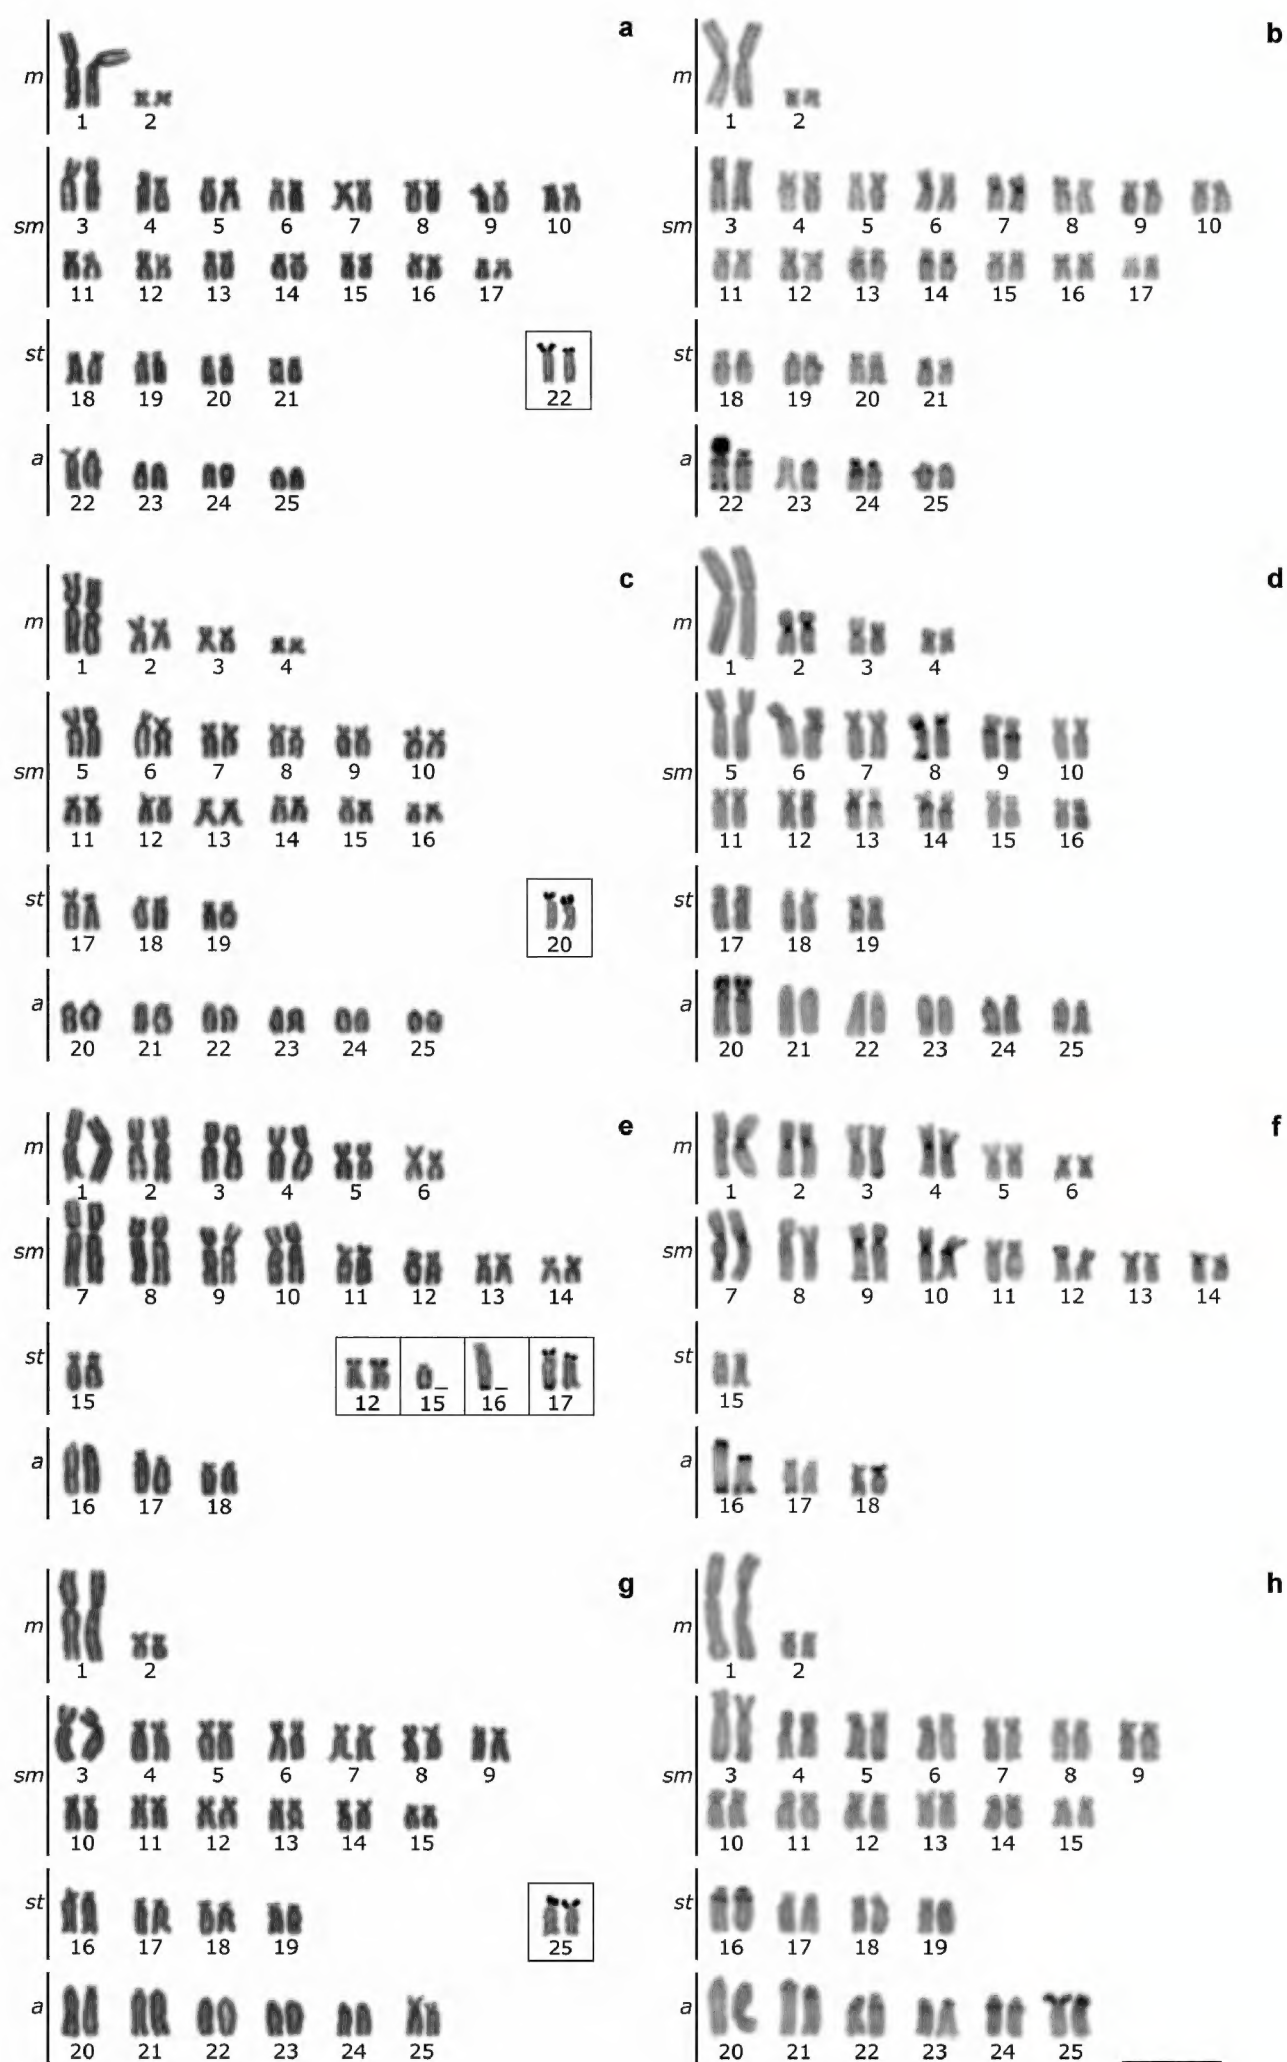 a
m
1 2
sm
3 4 5 6 7 8 9 10
11 12 13 14 15 16 17
st
18 19 20 21
22
a
22 23 24 25
b
m
1 2
sm
3 4 5 6 7 8 9 10
11 12 13 14 15 16 17
st
18 19 20 21
a
22 23 24 25
c
m
1 2 3 4
sm
5 6 7 8 9 10
11 12 13 14 15 16
st
17 18 19
20
a
20 21 22 23 24 25
d
m
1 2 3 4
sm
5 6 7 8 9 10
11 12 13 14 15 16
st
17 18 19
a
20 21 22 23 24 25
e
m
1 2 3 4 5 6
sm
7 8 9 10 11 12 13 14
st
15
12 15 16 17
a
16 17 18
f
m
1 2 3 4 5 6
sm
7 8 9 10 11 12 13 14
st
15
a
16 17 18
g
m
1 2
sm
3 4 5 6 7 8 9
10 11 12 13 14 15
st
16 17 18 19
25
a
20 21 22 23 24 25
h
m
1 2
sm
3 4 5 6 7 8 9
10 11 12 13 14 15
st
16 17 18 19
a
20 21 22 23 24 25